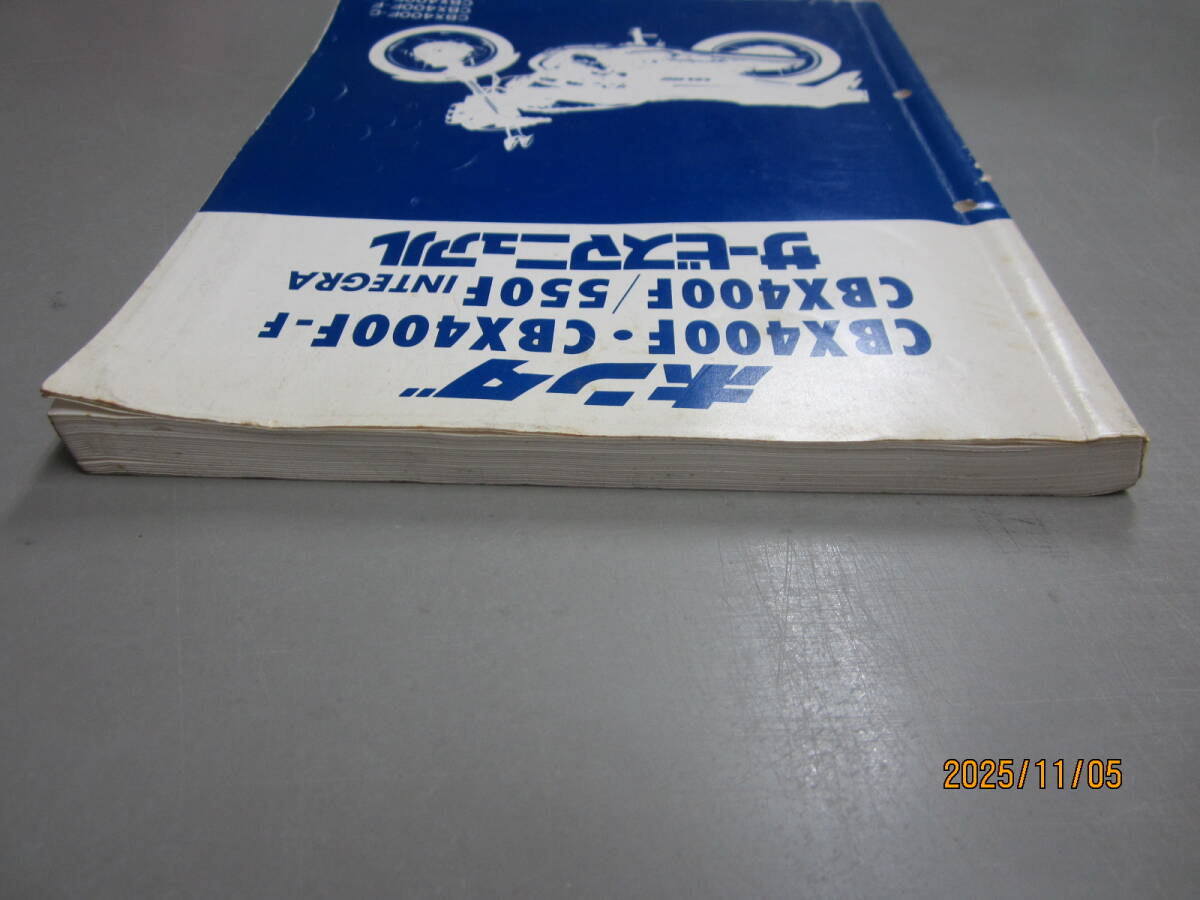 ホンダ
CBX400F・CBX400F-F
CBX400F/550F INTEGRA
サービスマニュアル
CBX400F-C
2025/11/05